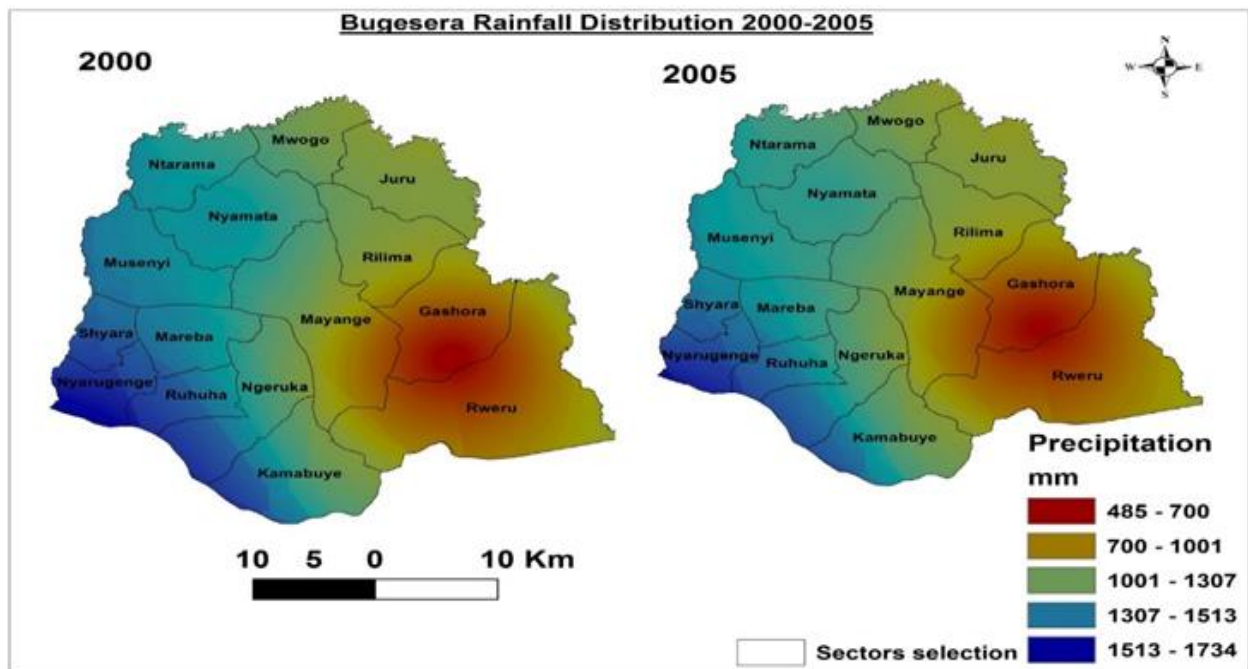 Bugesera Rainfall Distribution 2000-2005
2000
2005
N
W E
S
Mwogo
Ntarama
Juru
Nyamata
Rilima
Musenyi
Gashora
Mayange
Shyara
Mareba
Nyarugenge
Ruhuha
Ngeruka
Rweru
Kamabuye
Mwogo
Ntarama
Juru
Nyamata
Rilima
Musenyi
Gashora
Mayange
Shyara
Mareba
Nyarugenge
Ruhuha
Ngeruka
Rweru
Kamabuye
10 5 0 10 Km
Precipitation
mm
485 - 700
700 - 1001
1001 - 1307
1307 - 1513
1513 - 1734
Sectors selection